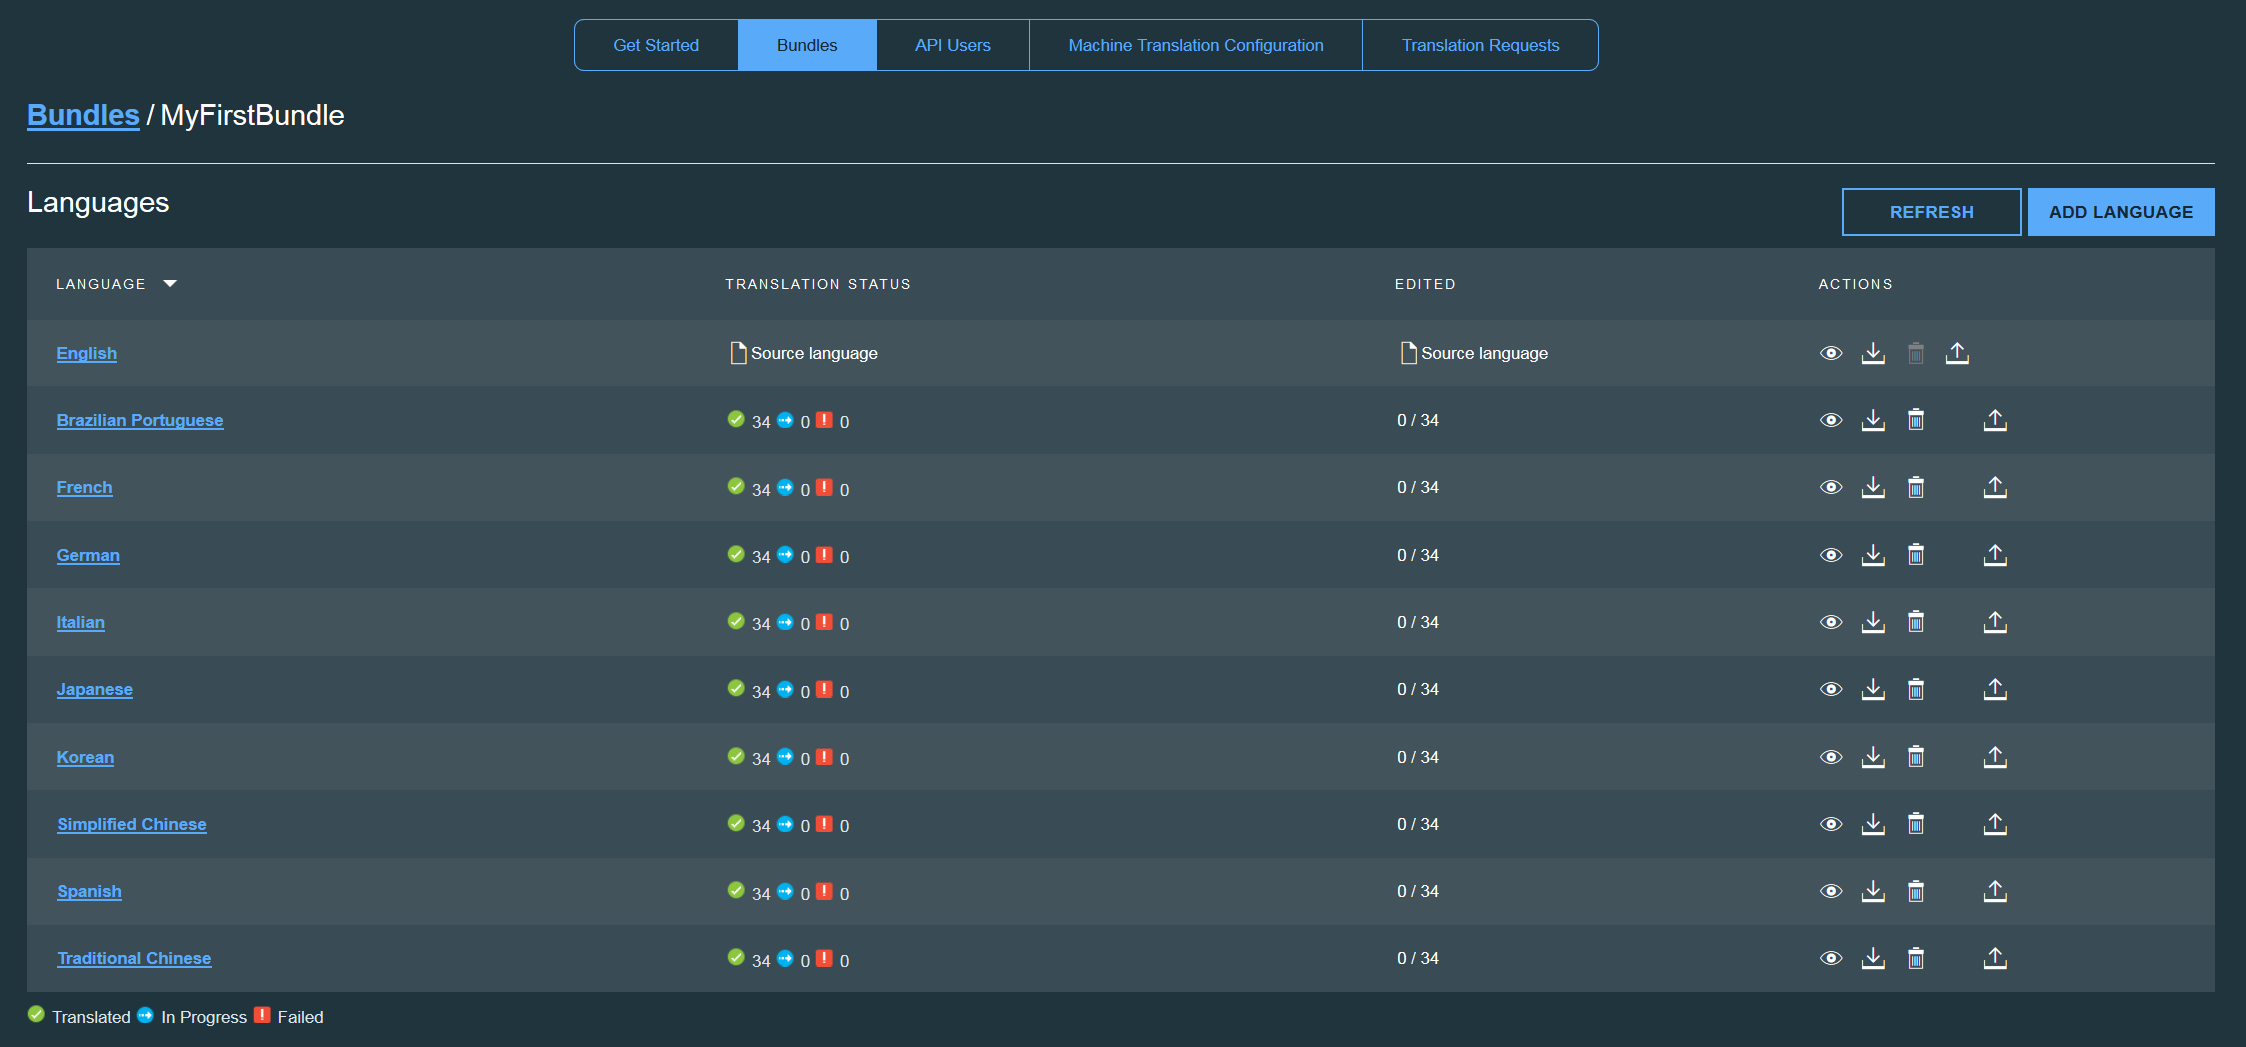 Get Started Bundles API Users Machine Translation Configuration Translation Requests
Bundles / MyFirstBundle
Languages
REFRESH ADD LANGUAGE
LANGUAGE TRANSLATION STATUS EDITED ACTIONS
English Source language Source language
Brazilian Portuguese 34 0 0 0 / 34
French 34 0 0 0 / 34
German 34 0 0 0 / 34
Italian 34 0 0 0 / 34
Japanese 34 0 0 0 / 34
Korean 34 0 0 0 / 34
Simplified Chinese 34 0 0 0 / 34
Spanish 34 0 0 0 / 34
Traditional Chinese 34 0 0 0 / 34
Translated In Progress Failed